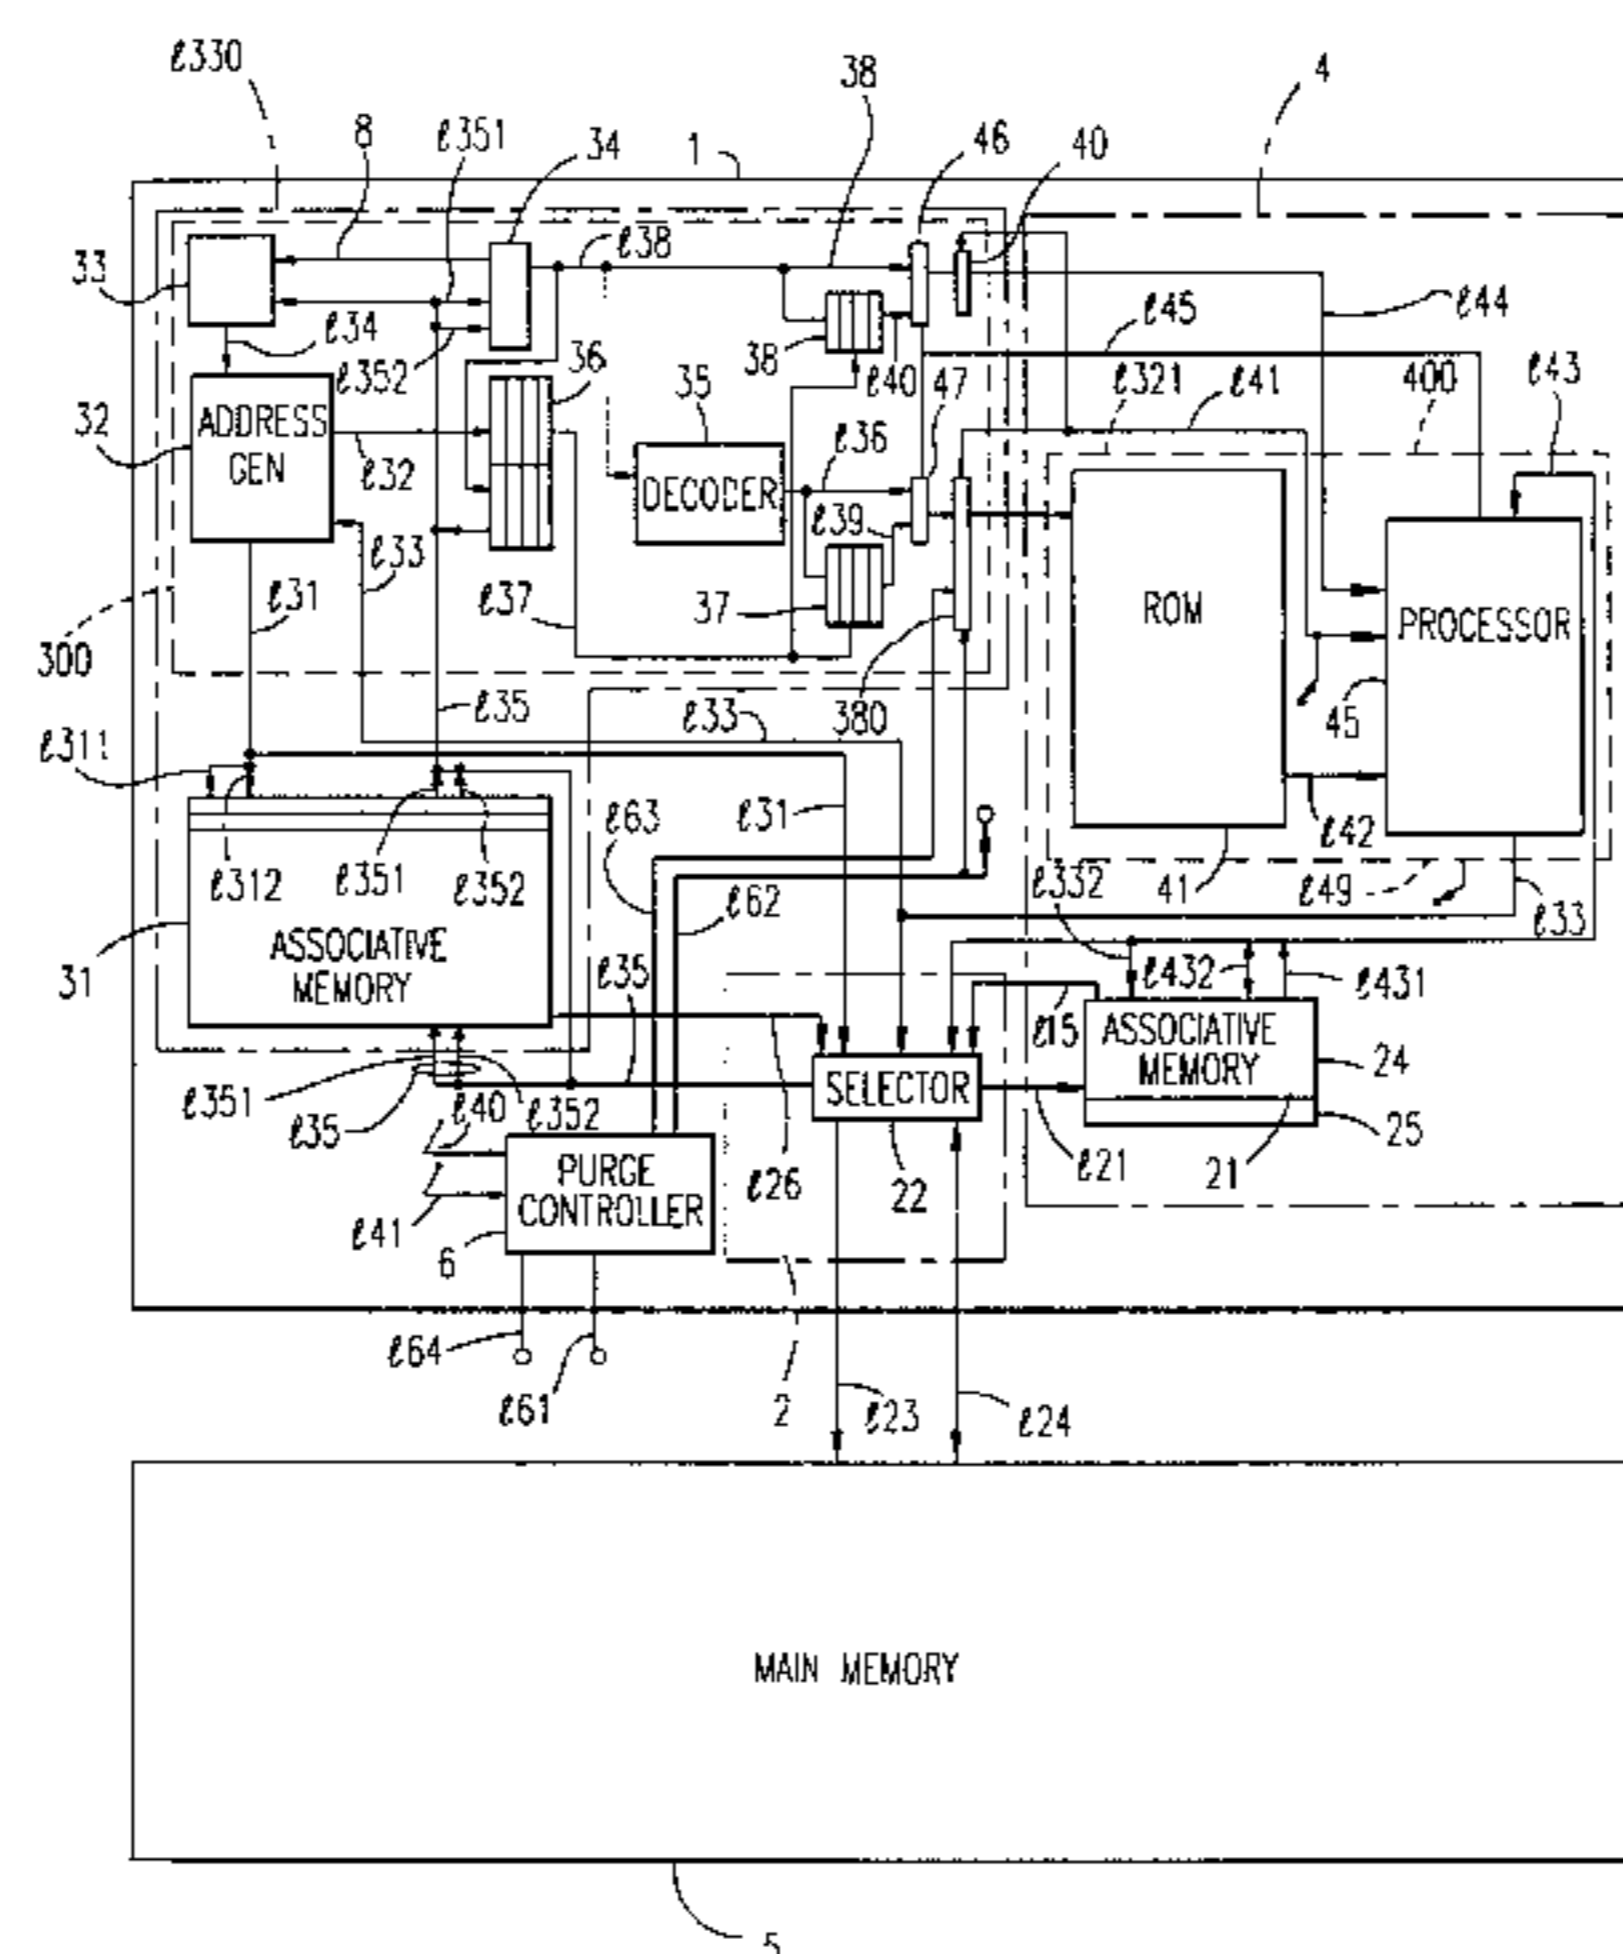 ℓ330
8
ℓ351
34
1
38
46
40
4
33
ℓ34
ℓ38
38
ℓ352
36
35
ℓ40
47
ℓ45
ℓ44
ℓ321
ℓ41
400
ℓ43
32
ADDRESS
GEN
ℓ32
DECODER
ℓ36
ℓ39
ℓ33
ℓ31
ℓ37
37
ROM
PROCESSOR
300
380
45
ℓ35
ℓ33
ℓ311
ℓ63
ℓ31
ℓ42
ℓ312
ℓ351
ℓ352
ℓ62
ℓ332
41
ℓ49
ℓ33
31
ASSOCIATIVE
MEMORY
ℓ35
ℓ432
ℓ431
ℓ15
ASSOCIATIVE
MEMORY
24
SELECTOR
ℓ351
ℓ35
ℓ40
ℓ352
25
PURGE
CONTROLLER
ℓ26
22
ℓ21
21
ℓ41
6
ℓ64
ℓ61
2
ℓ23
ℓ24
MAIN MEMORY
5